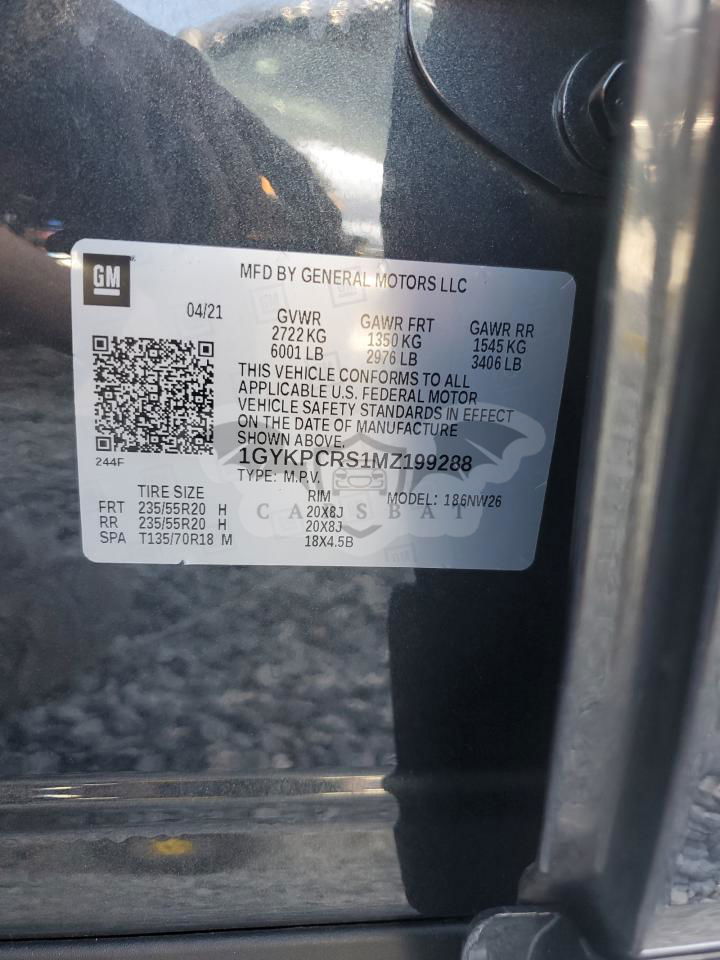 GM
MFD BY GENERAL MOTORS LLC
04/21
GVWR
2722 KG
6001 LB
GAWR FRT
1350 KG
2976 LB
GAWR RR
1545 KG
3406 LB
THIS VEHICLE CONFORMS TO ALL
APPLICABLE U.S. FEDERAL MOTOR
VEHICLE SAFETY STANDARDS IN EFFECT
ON THE DATE OF MANUFACTURE
SHOWN ABOVE.
244F
1GYKPCRS1MZ199288
TYPE: M.P.V.
MODEL: 186NW26
TIRE SIZE RIM
FRT 235/55R20 H 20X8J
RR 235/55R20 H 20X8J
SPA T135/70R18 M 18X4.5B
CARSBAT